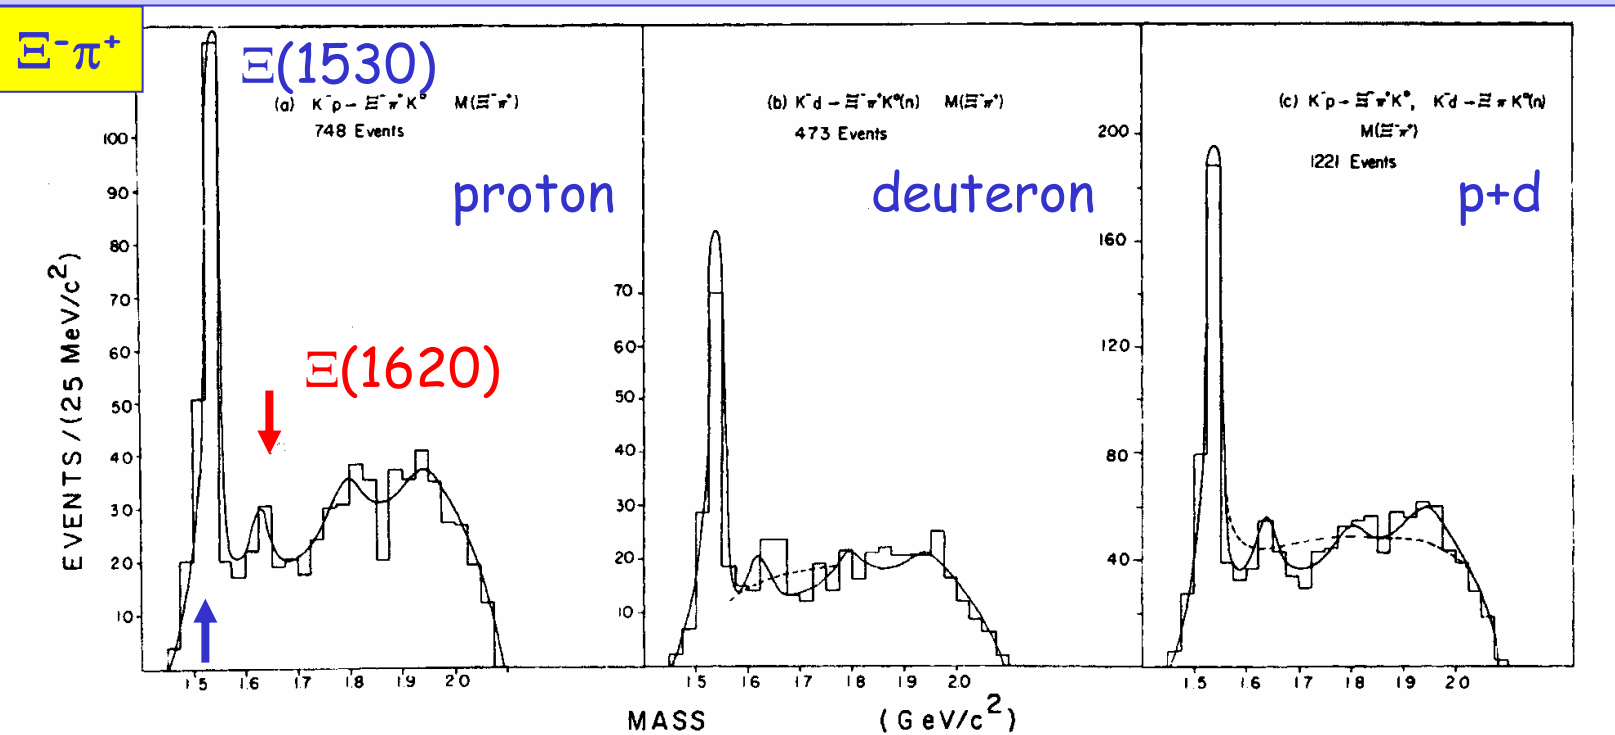 Ξ⁻π⁺
Ξ(1530)
(a) K⁻p → Ξ⁻π⁺K⁰ M(Ξ⁻π⁺)
748 Events
proton
Ξ(1620)
(b) K⁻d → Ξ⁻π⁺K⁰(n) M(Ξ⁻π⁺)
473 Events
deuteron
(c) K⁻p → Ξ⁻π⁺K⁰, K⁻d → Ξ π K⁰(n)
M(Ξ⁻π⁺)
1221 Events
p+d
EVENTS/(25 MeV/c²)
100
90
80
70
60
50
40
30
20
10
70
60
50
40
30
20
10
200
160
120
80
40
1.5 1.6 1.7 1.8 1.9 2.0
1.5 1.6 1.7 1.8 1.9 2.0
1.5 1.6 1.7 1.8 1.9 2.0
MASS (GeV/c²)